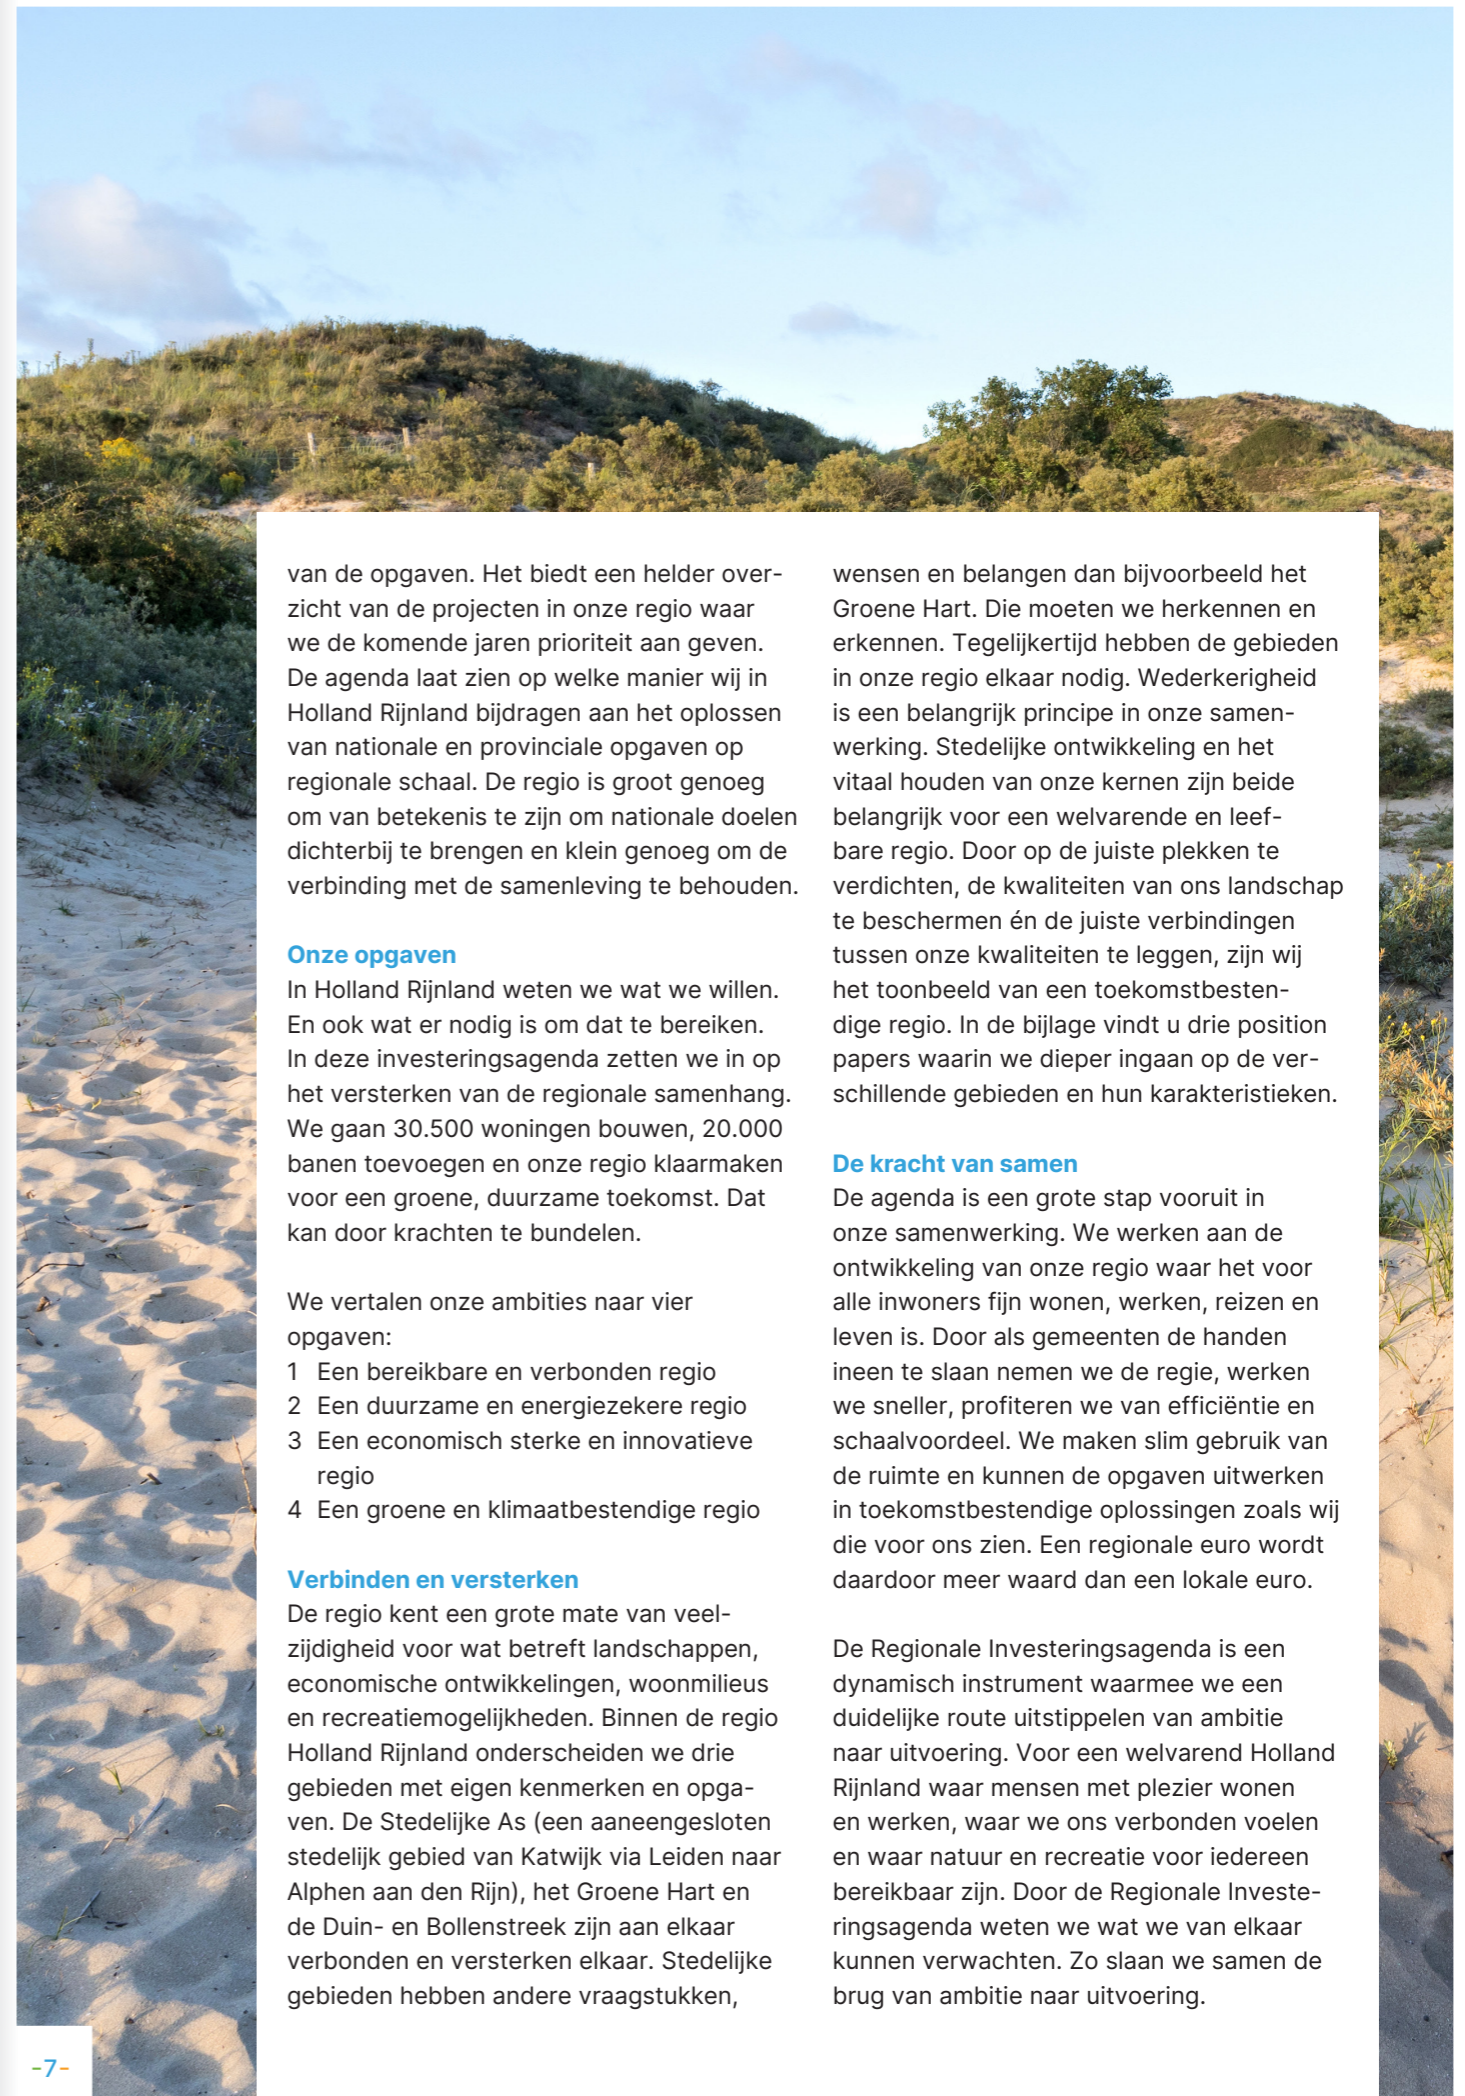 van de opgaven. Het biedt een helder over-
zicht van de projecten in onze regio waar
we de komende jaren prioriteit aan geven.
De agenda laat zien op welke manier wij in
Holland Rijnland bijdragen aan het oplossen
van nationale en provinciale opgaven op
regionale schaal. De regio is groot genoeg
om van betekenis te zijn om nationale doelen
dichterbij te brengen en klein genoeg om de
verbinding met de samenleving te behouden.
Onze opgaven
In Holland Rijnland weten we wat we willen.
En ook wat er nodig is om dat te bereiken.
In deze investeringsagenda zetten we in op
het versterken van de regionale samenhang.
We gaan 30.500 woningen bouwen, 20.000
banen toevoegen en onze regio klaarmaken
voor een groene, duurzame toekomst. Dat
kan door krachten te bundelen.
We vertalen onze ambities naar vier
opgaven:
1 Een bereikbare en verbonden regio
2 Een duurzame en energiezekere regio
3 Een economisch sterke en innovatieve
regio
4 Een groene en klimaatbestendige regio
Verbinden en versterken
De regio kent een grote mate van veel-
zijdigheid voor wat betreft landschappen,
economische ontwikkelingen, woonmilieus
en recreatiemogelijkheden. Binnen de regio
Holland Rijnland onderscheiden we drie
gebieden met eigen kenmerken en opga-
ven. De Stedelijke As (een aaneengesloten
stedelijk gebied van Katwijk via Leiden naar
Alphen aan den Rijn), het Groene Hart en
de Duin- en Bollenstreek zijn aan elkaar
verbonden en versterken elkaar. Stedelijke
gebieden hebben andere vraagstukken,
wensen en belangen dan bijvoorbeeld het
Groene Hart. Die moeten we herkennen en
erkennen. Tegelijkertijd hebben de gebieden
in onze regio elkaar nodig. Wederkerigheid
is een belangrijk principe in onze samen-
werking. Stedelijke ontwikkeling en het
vitaal houden van onze kernen zijn beide
belangrijk voor een welvarende en leef-
bare regio. Door op de juiste plekken te
verdichten, de kwaliteiten van ons landschap
te beschermen én de juiste verbindingen
tussen onze kwaliteiten te leggen, zijn wij
het toonbeeld van een toekomstbesten-
dige regio. In de bijlage vindt u drie position
papers waarin we dieper ingaan op de ver-
schillende gebieden en hun karakteristieken.
De kracht van samen
De agenda is een grote stap vooruit in
onze samenwerking. We werken aan de
ontwikkeling van onze regio waar het voor
alle inwoners fijn wonen, werken, reizen en
leven is. Door als gemeenten de handen
ineen te slaan nemen we de regie, werken
we sneller, profiteren we van efficiëntie en
schaalvoordeel. We maken slim gebruik van
de ruimte en kunnen de opgaven uitwerken
in toekomstbestendige oplossingen zoals wij
die voor ons zien. Een regionale euro wordt
daardoor meer waard dan een lokale euro.
De Regionale Investeringsagenda is een
dynamisch instrument waarmee we een
duidelijke route uitstippelen van ambitie
naar uitvoering. Voor een welvarend Holland
Rijnland waar mensen met plezier wonen
en werken, waar we ons verbonden voelen
en waar natuur en recreatie voor iedereen
bereikbaar zijn. Door de Regionale Investe-
ringsagenda weten we wat we van elkaar
kunnen verwachten. Zo slaan we samen de
brug van ambitie naar uitvoering.
-7-